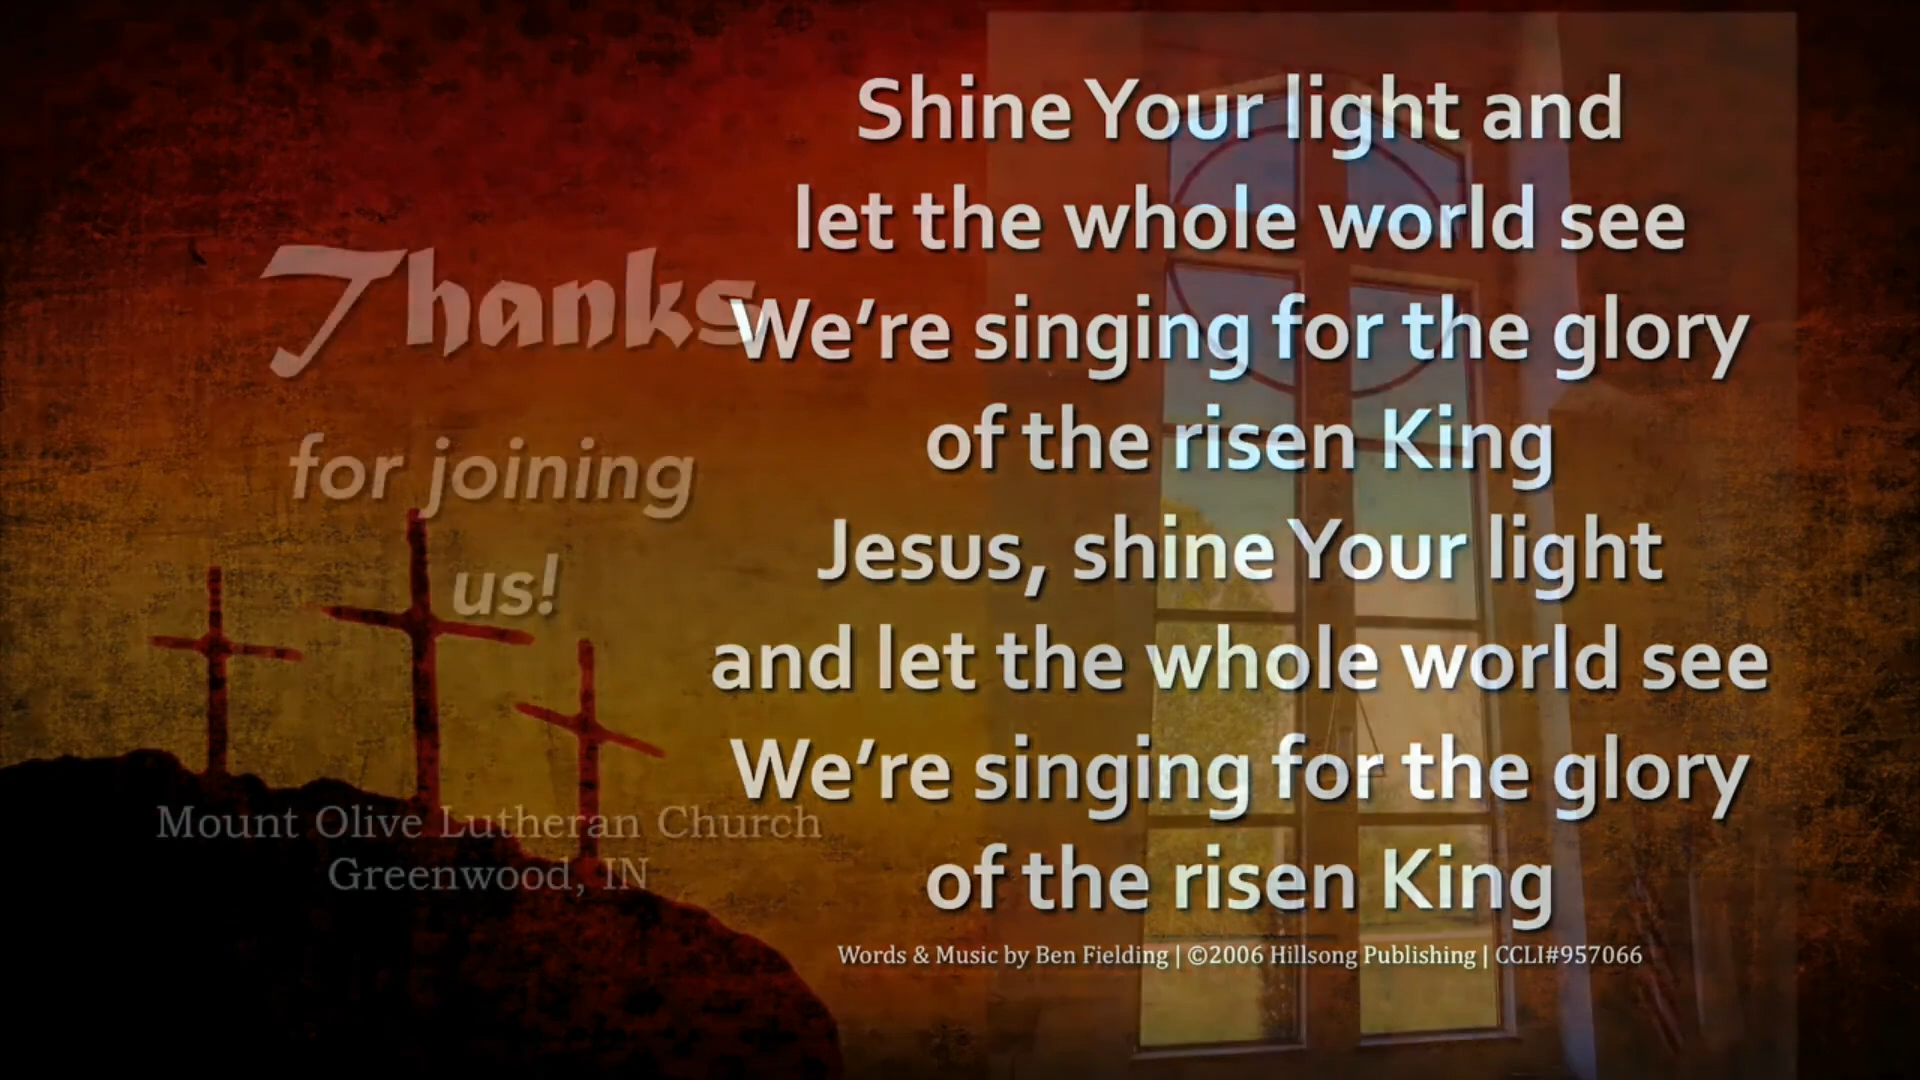 Thanks
for joining
us!
Mount Olive Lutheran Church
Greenwood, IN
Shine Your light and
let the whole world see
We’re singing for the glory
of the risen King
Jesus, shine Your light
and let the whole world see
We’re singing for the glory
of the risen King
Words & Music by Ben Fielding | ©2006 Hillsong Publishing | CCLI#957066